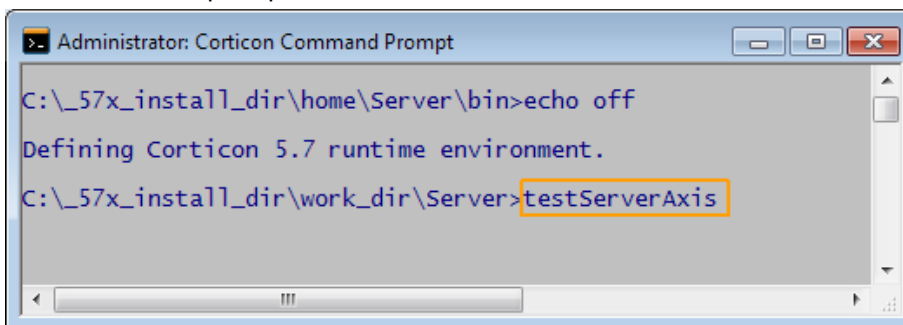 Administrator: Corticon Command Prompt
C:\_57x_install_dir\home\Server\bin>echo off
Defining Corticon 5.7 runtime environment.
C:\_57x_install_dir\work_dir\Server>testServerAxis